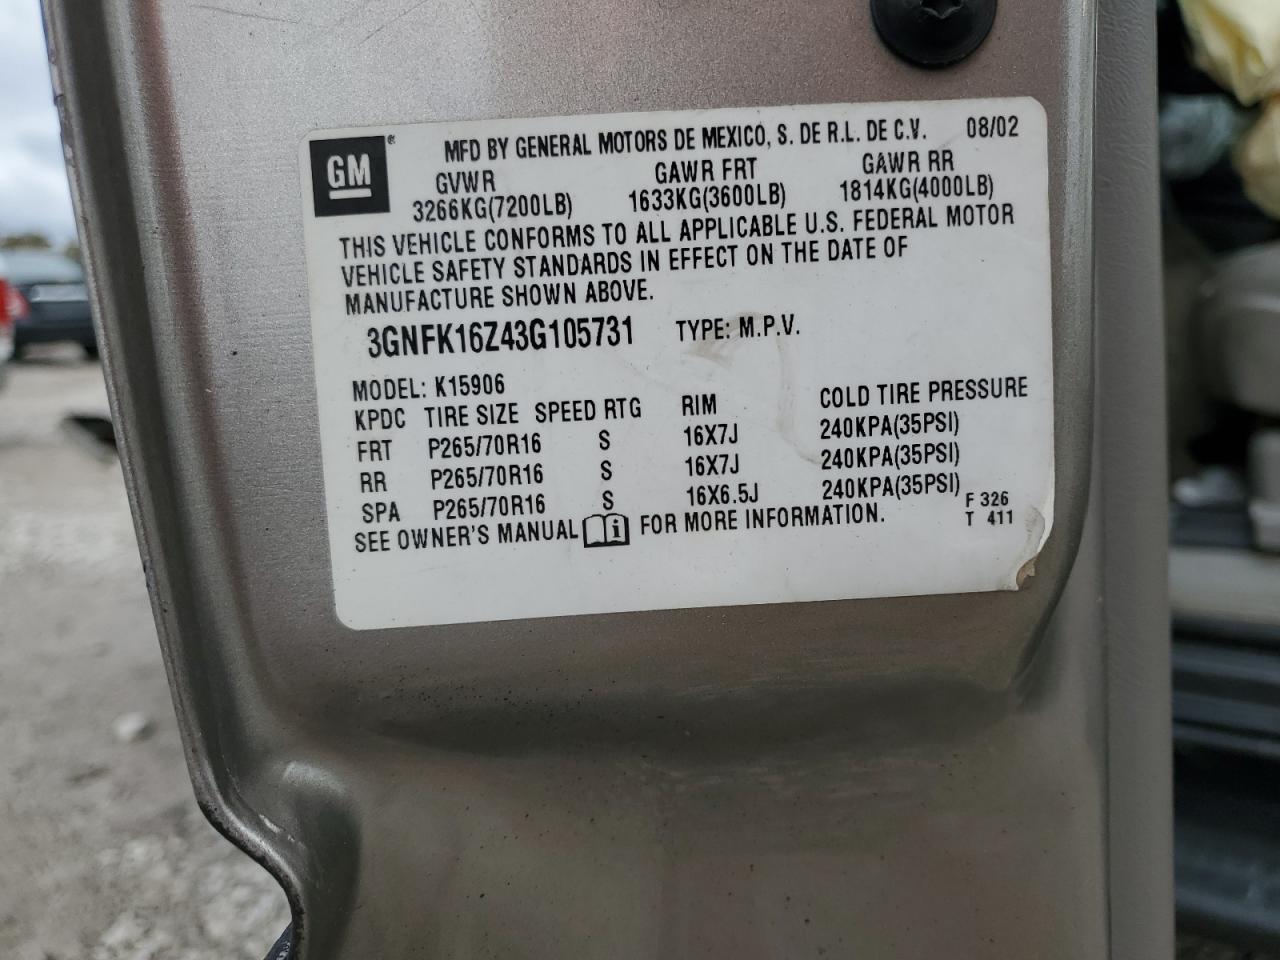 GM ®
MFD BY GENERAL MOTORS DE MEXICO, S. DE R.L. DE C.V. 08/02
GVWR GAWR FRT GAWR RR
3266KG(7200LB) 1633KG(3600LB) 1814KG(4000LB)
THIS VEHICLE CONFORMS TO ALL APPLICABLE U.S. FEDERAL MOTOR
VEHICLE SAFETY STANDARDS IN EFFECT ON THE DATE OF
MANUFACTURE SHOWN ABOVE.
3GNFK16Z43G105731 TYPE: M.P.V.
MODEL: K15906
KPDC TIRE SIZE SPEED RTG RIM COLD TIRE PRESSURE
FRT P265/70R16 S 16X7J 240KPA(35PSI)
RR P265/70R16 S 16X7J 240KPA(35PSI)
SPA P265/70R16 S 16X6.5J 240KPA(35PSI)
F 326
SEE OWNER'S MANUAL i FOR MORE INFORMATION. T 411